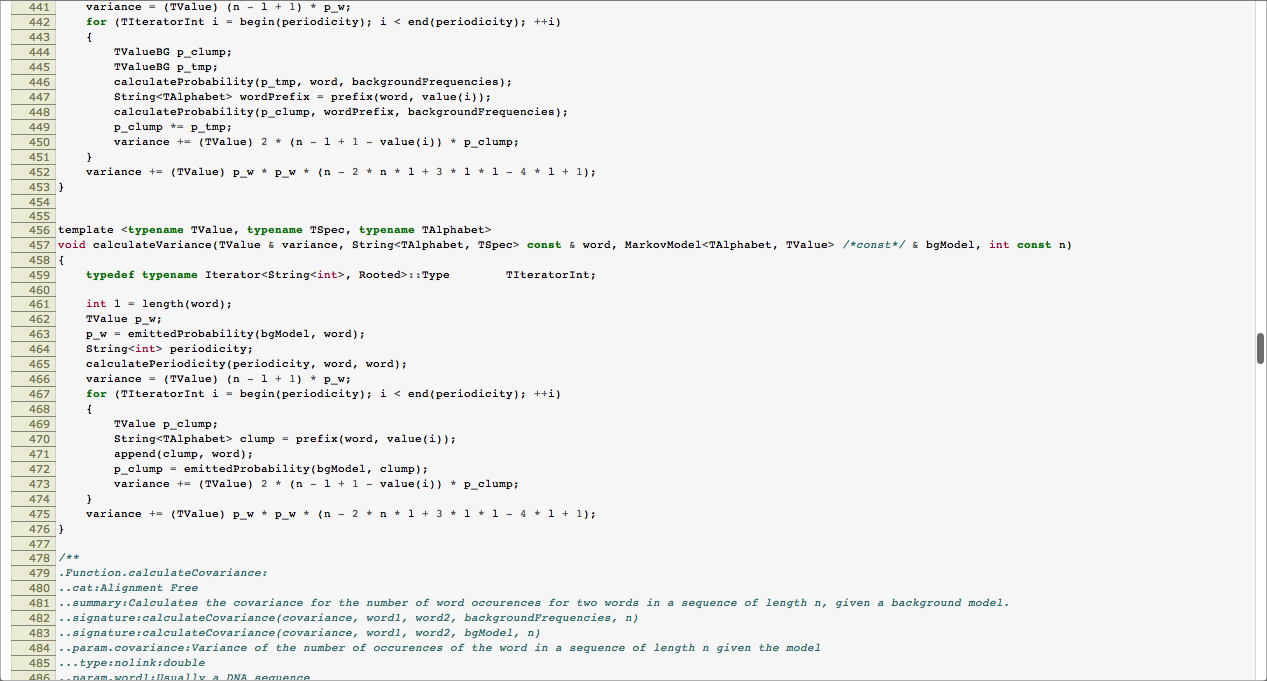 441 variance = (TValue) (n - l + 1) * p_w;
442 for (TIteratorInt i = begin(periodicity); i < end(periodicity); ++i)
443 {
444 TValueBG p_clump;
445 TValueBG p_tmp;
446 calculateProbability(p_tmp, word, backgroundFrequencies);
447 String<TAlphabet> wordPrefix = prefix(word, value(i));
448 calculateProbability(p_clump, wordPrefix, backgroundFrequencies);
449 p_clump *= p_tmp;
450 variance += (TValue) 2 * (n - l + 1 - value(i)) * p_clump;
451 }
452 variance += (TValue) p_w * p_w * (n - 2 * n * l + 3 * l * l - 4 * l + 1);
453 }
454
455
456 template <typename TValue, typename TSpec, typename TAlphabet>
457 void calculateVariance(TValue & variance, String<TAlphabet, TSpec> const & word, MarkovModel<TAlphabet, TValue> /*const*/ & bgModel, int const n)
458 {
459 typedef typename Iterator<String<int>, Rooted>::Type TIteratorInt;
460
461 int l = length(word);
462 TValue p_w;
463 p_w = emittedProbability(bgModel, word);
464 String<int> periodicity;
465 calculatePeriodicity(periodicity, word, word);
466 variance = (TValue) (n - l + 1) * p_w;
467 for (TIteratorInt i = begin(periodicity); i < end(periodicity); ++i)
468 {
469 TValue p_clump;
470 String<TAlphabet> clump = prefix(word, value(i));
471 append(clump, word);
472 p_clump = emittedProbability(bgModel, clump);
473 variance += (TValue) 2 * (n - l + 1 - value(i)) * p_clump;
474 }
475 variance += (TValue) p_w * p_w * (n - 2 * n * l + 3 * l * l - 4 * l + 1);
476 }
477
478 /**
479 .Function.calculateCovariance:
480 ..cat:Alignment Free
481 ..summary:Calculates the covariance for the number of word occurences for two words in a sequence of length n, given a background model.
482 ..signature:calculateCovariance(covariance, word1, word2, backgroundFrequencies, n)
483 ..signature:calculateCovariance(covariance, word1, word2, bgModel, n)
484 ..param.covariance:Variance of the number of occurences of the word in a sequence of length n given the model
485 ...type:nolink:double
486 ..param.word1:Usually a DNA sequence